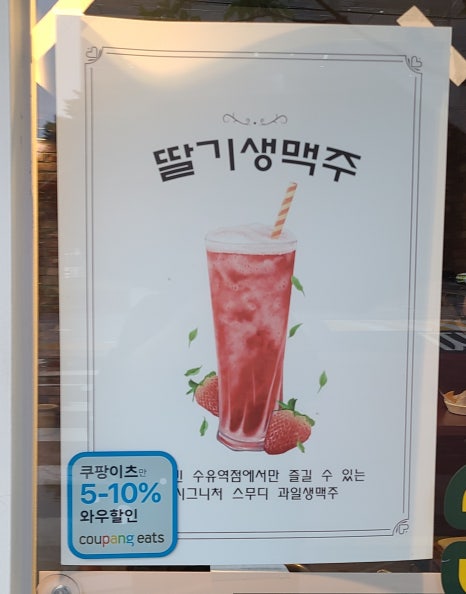 딸기생맥주
수유역점에서만 즐길 수 있는
시그니처 스무디 과일생맥주
쿠팡이츠만
5-10%
와우할인
coupang eats